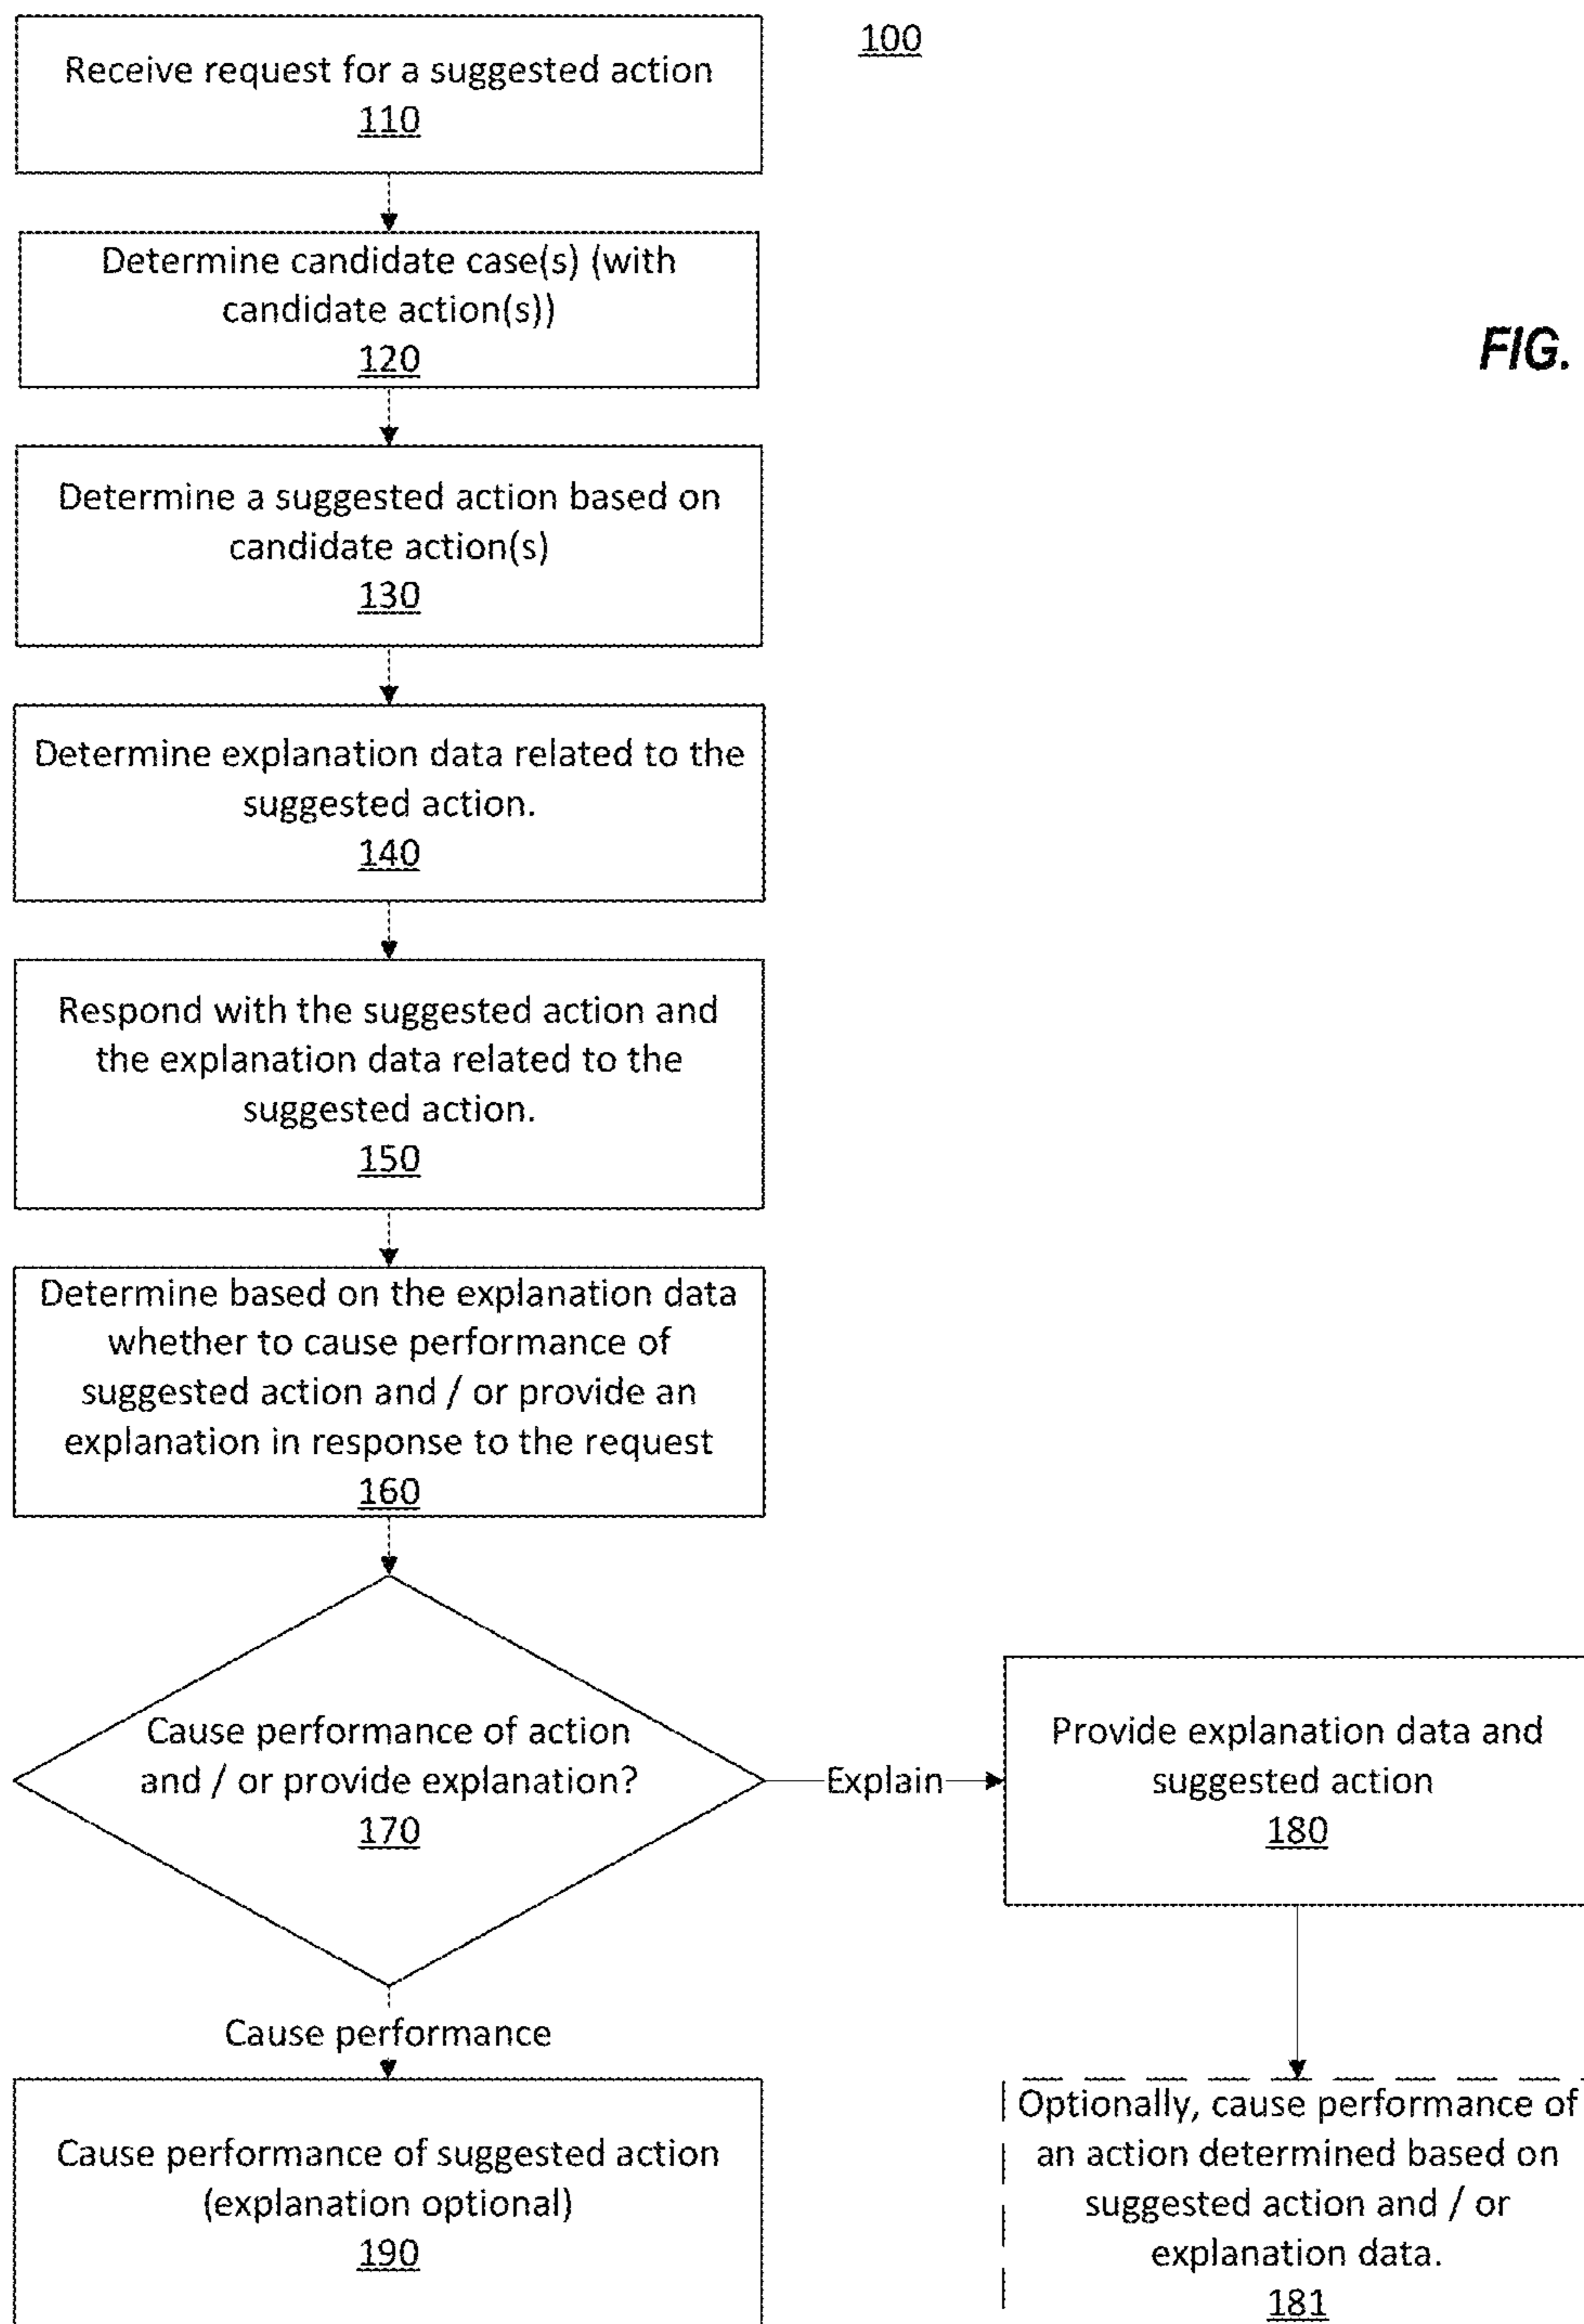 100
Receive request for a suggested action
110
Determine candidate case(s) (with
candidate action(s))
120
FIG.
Determine a suggested action based on
candidate action(s)
130
Determine explanation data related to the
suggested action.
140
Respond with the suggested action and
the explanation data related to the
suggested action.
150
Determine based on the explanation data
whether to cause performance of
suggested action and / or provide an
explanation in response to the request
160
Cause performance of action
and / or provide explanation?
170
Explain
Provide explanation data and
suggested action
180
Cause performance
Cause performance of suggested action
(explanation optional)
190
Optionally, cause performance of
an action determined based on
suggested action and / or
explanation data.
181